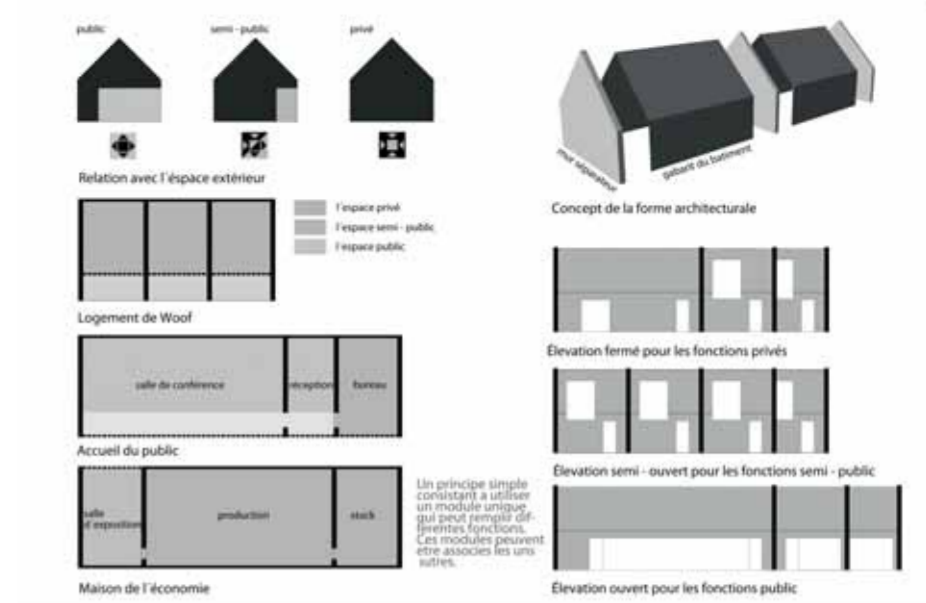 public
semi - public
privé
Relation avec l´éspace extérieur
mur séparateur
gabarit du batiment
Concept de la forme architecturale
l´espace privé
l´espace semi - public
l´espace public
Logement de Woof
Élevation fermé pour les fonctions privés
salle de conférence
réception
bureau
Accueil du public
Élevation semi - ouvert pour les fonctions semi - public
salle
d´exposition
production
stock
Maison de l´économie
Un principe simple
consistant a utiliser
un module unique
qui peut remplir dif-
ferentes fonctions.
Ces modules peuvent
etre associes les uns
sutres.
Élevation ouvert pour les fonctions public